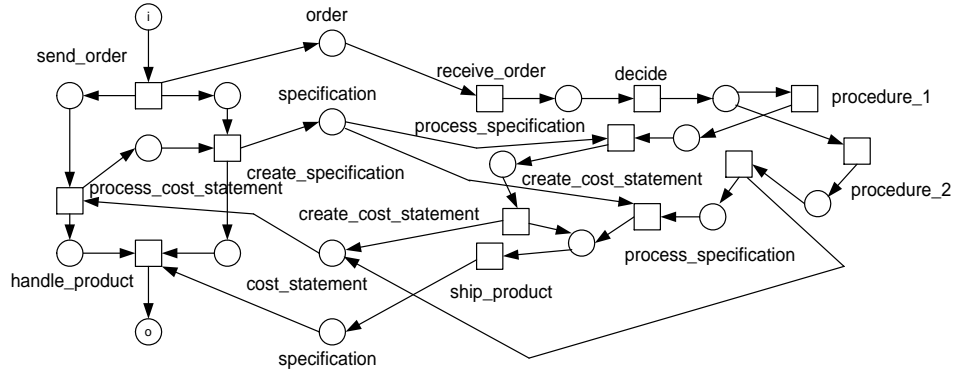 i
order
send_order
receive_order
decide
specification
procedure_1
process_specification
create_specification
process_cost_statement
create_cost_statement
procedure_2
create_cost_statement
process_specification
handle_product
cost_statement
ship_product
o
specification